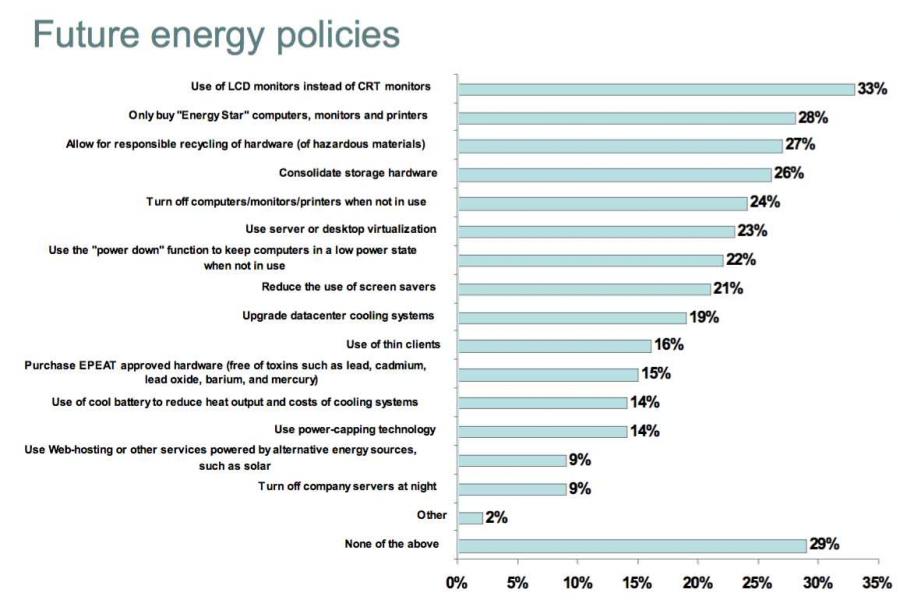 Future energy policies
Use of LCD monitors instead of CRT monitors
33%
Only buy "Energy Star" computers, monitors and printers
28%
Allow for responsible recycling of hardware (of hazardous materials)
27%
Consolidate storage hardware
26%
Turn off computers/monitors/printers when not in use
24%
Use server or desktop virtualization
23%
Use the "power down" function to keep computers in a low power state
when not in use
22%
Reduce the use of screen savers
21%
Upgrade datacenter cooling systems
19%
Use of thin clients
16%
Purchase EPEAT approved hardware (free of toxins such as lead, cadmium,
lead oxide, barium, and mercury)
15%
Use of cool battery to reduce heat output and costs of cooling systems
14%
Use power-capping technology
14%
Use Web-hosting or other services powered by alternative energy sources,
such as solar
9%
Turn off company servers at night
9%
Other
2%
None of the above
29%
0% 5% 10% 15% 20% 25% 30% 35%